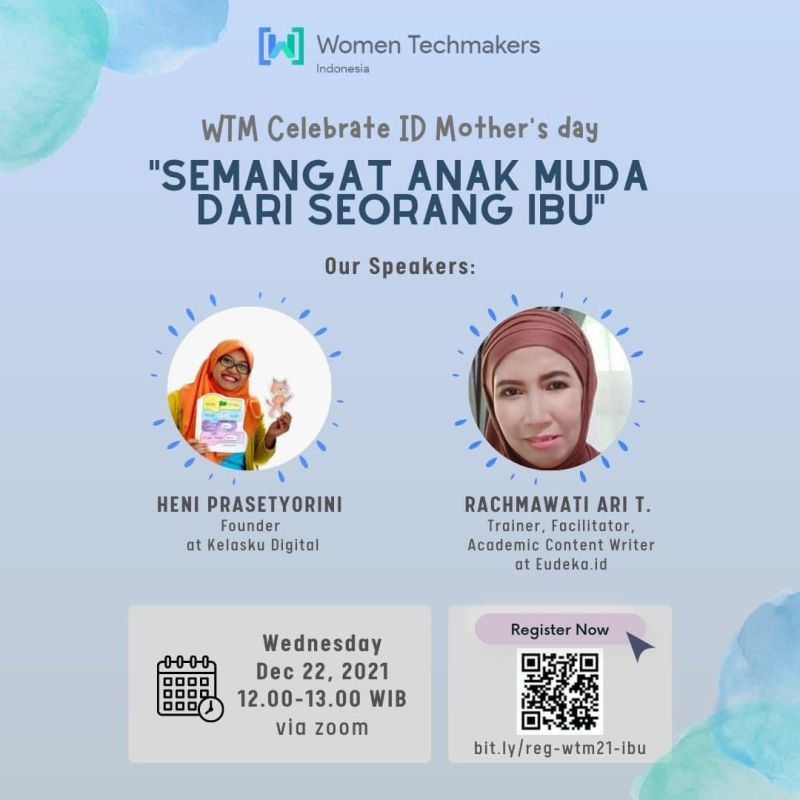 Women Techmakers
Indonesia
WTM Celebrate ID Mother's day
"SEMANGAT ANAK MUDA
DARI SEORANG IBU"
Our Speakers:
HENI PRASETYORINI
Founder
at Kelasku Digital
RACHMAWATI ARI T.
Trainer, Facilitator,
Academic Content Writer
at Eudeka.id
Wednesday
Dec 22, 2021
12.00-13.00 WIB
via zoom
Register Now
bit.ly/reg-wtm21-ibu